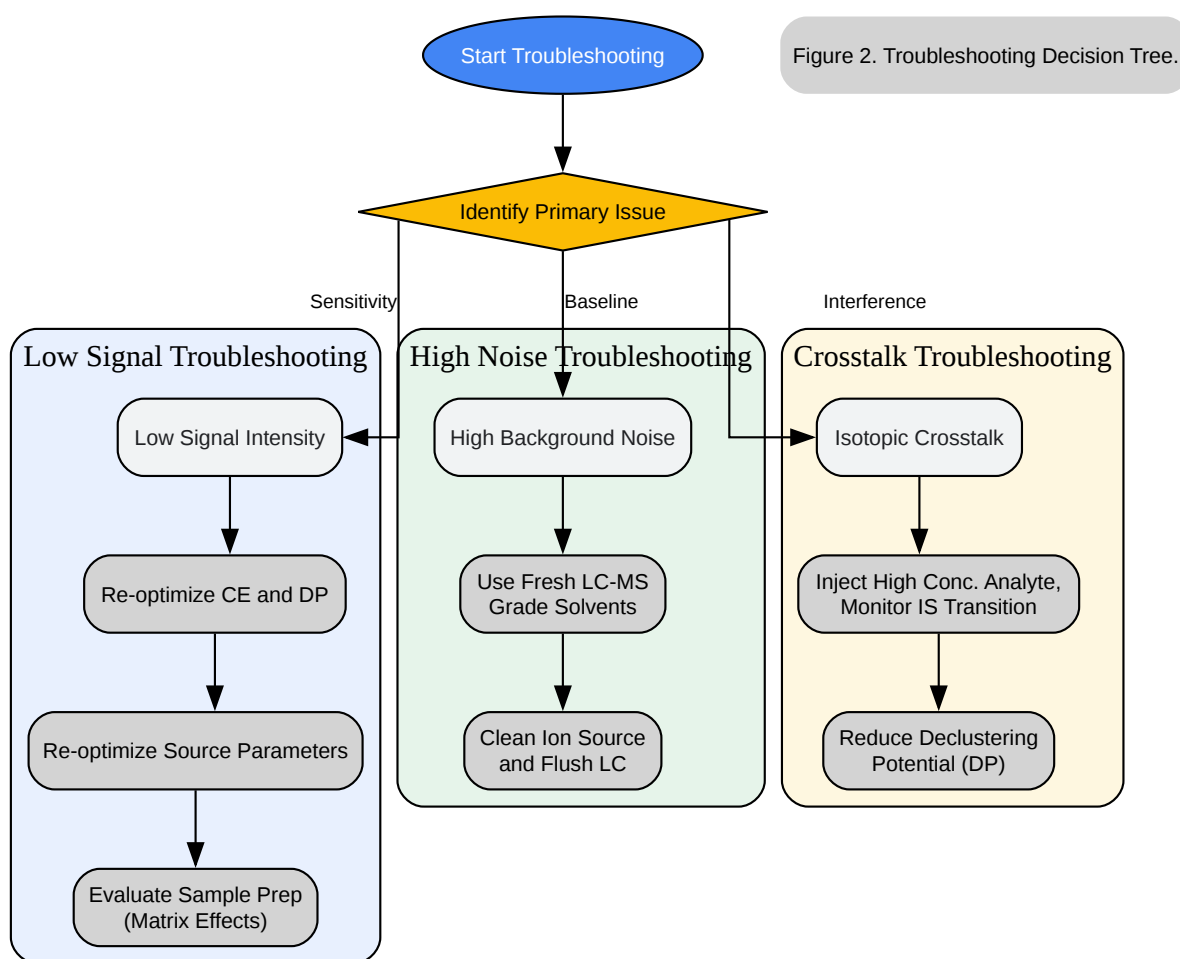 Start Troubleshooting
Figure 2. Troubleshooting Decision Tree.
Identify Primary Issue
Sensitivity
Baseline
Interference
Low Signal Troubleshooting
High Noise Troubleshooting
Crosstalk Troubleshooting
Low Signal Intensity
High Background Noise
Isotopic Crosstalk
Re-optimize CE and DP
Use Fresh LC-MS
Grade Solvents
Inject High Conc. Analyte,
Monitor IS Transition
Re-optimize Source Parameters
Clean Ion Source
and Flush LC
Reduce Declustering
Potential (DP)
Evaluate Sample Prep
(Matrix Effects)